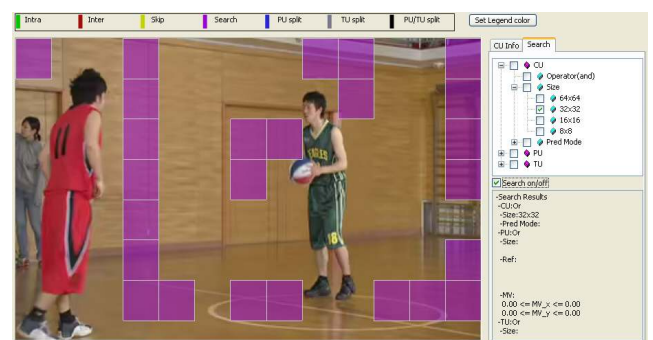 Intra Inter Skip Search PU split TU split PU/TU split Set Legend color
CU Info Search
CU
Operator(and)
Size
64x64
32x32
16x16
8x8
Pred Mode
PU
TU
Search on/off
-Search Results
-CU:Or
-Size:32x32
-Pred Mode:
-PU:Or
-Size:
-Ref:
-MV:
0.00 <= MV_x <= 0.00
0.00 <= MV_y <= 0.00
-TU:Or
-Size:
11
18